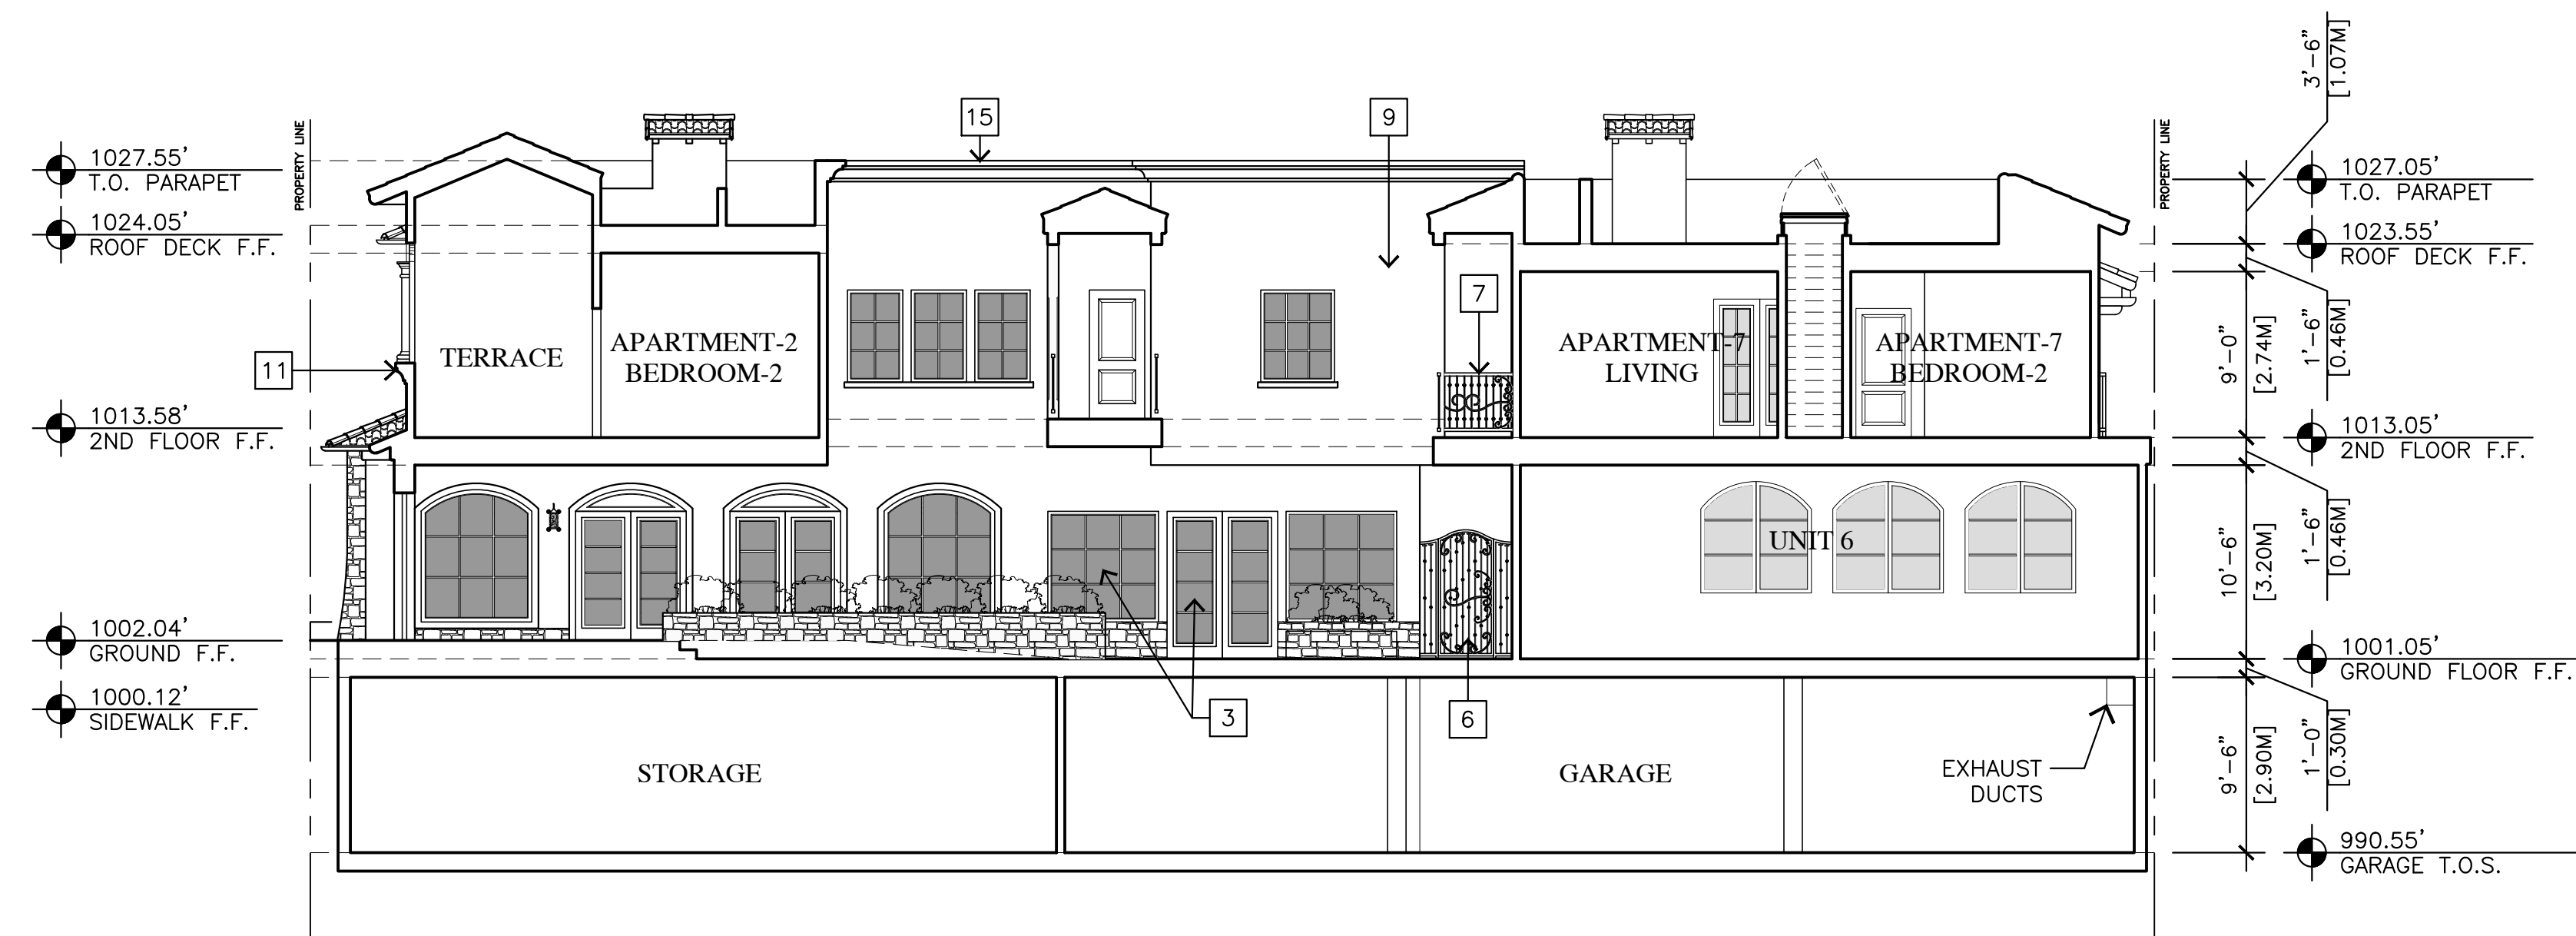 3'-6"
[1.07M]
15
9
PROPERTY LINE
PROPERTY LINE
1027.55'
T.O. PARAPET
1027.05'
T.O. PARAPET
1024.05'
ROOF DECK F.F.
1023.55'
ROOF DECK F.F.
7
1'-6"
[0.46M]
9'-0"
[2.74M]
11
TERRACE
APARTMENT-2
BEDROOM-2
APARTMENT-7
LIVING
APARTMENT-7
BEDROOM-2
1013.58'
2ND FLOOR F.F.
1013.05'
2ND FLOOR F.F.
1'-6"
[0.46M]
10'-6"
[3.20M]
UNIT 6
1002.04'
GROUND F.F.
1001.05'
GROUND FLOOR F.F.
1000.12'
SIDEWALK F.F.
3
6
1'-0"
[0.30M]
9'-6"
[2.90M]
STORAGE
GARAGE
EXHAUST
DUCTS
990.55'
GARAGE T.O.S.